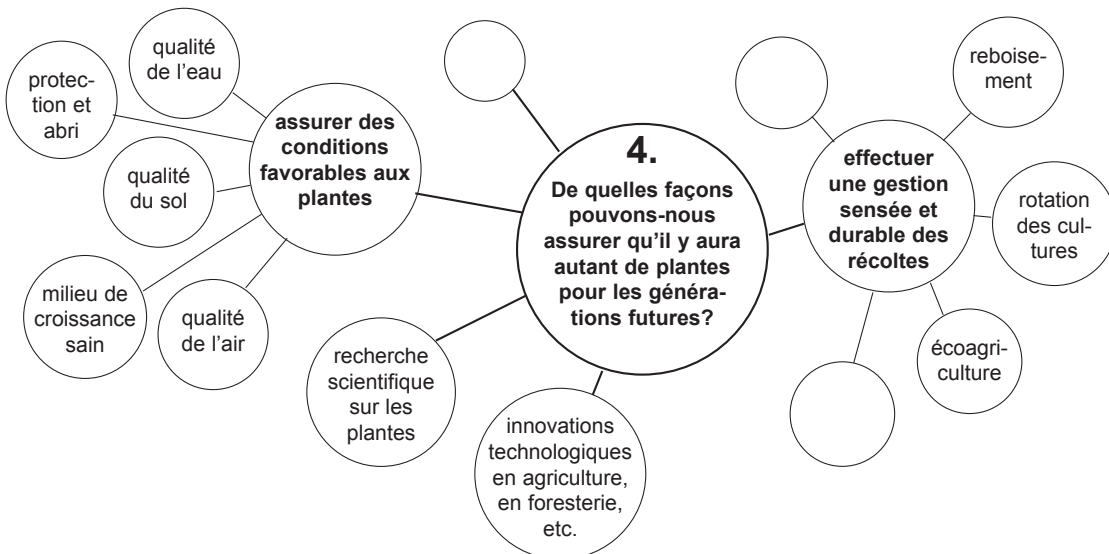 qualité
de l'eau
protec-
tion et
abri
assurer des
conditions
favorables aux
plantes
qualité
du sol
milieu de
croissance
sain
qualité
de l'air
4.
De quelles façons
pouvons-nous
assurer qu'il y aura
autant de plantes
pour les généra-
tions futures?
recherche
scientifique
sur les
plantes
innovations
technologiques
en agriculture,
en foresterie,
etc.
effectuer
une gestion
sensée et
durable des
récoltes
reboise-
ment
rotation
des cul-
tures
écoagri-
culture